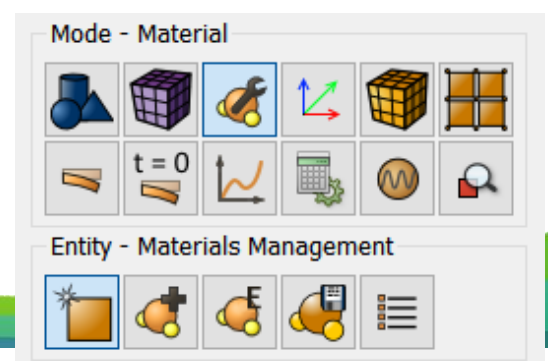 Mode - Material
t = 0
Entity - Materials Management
E